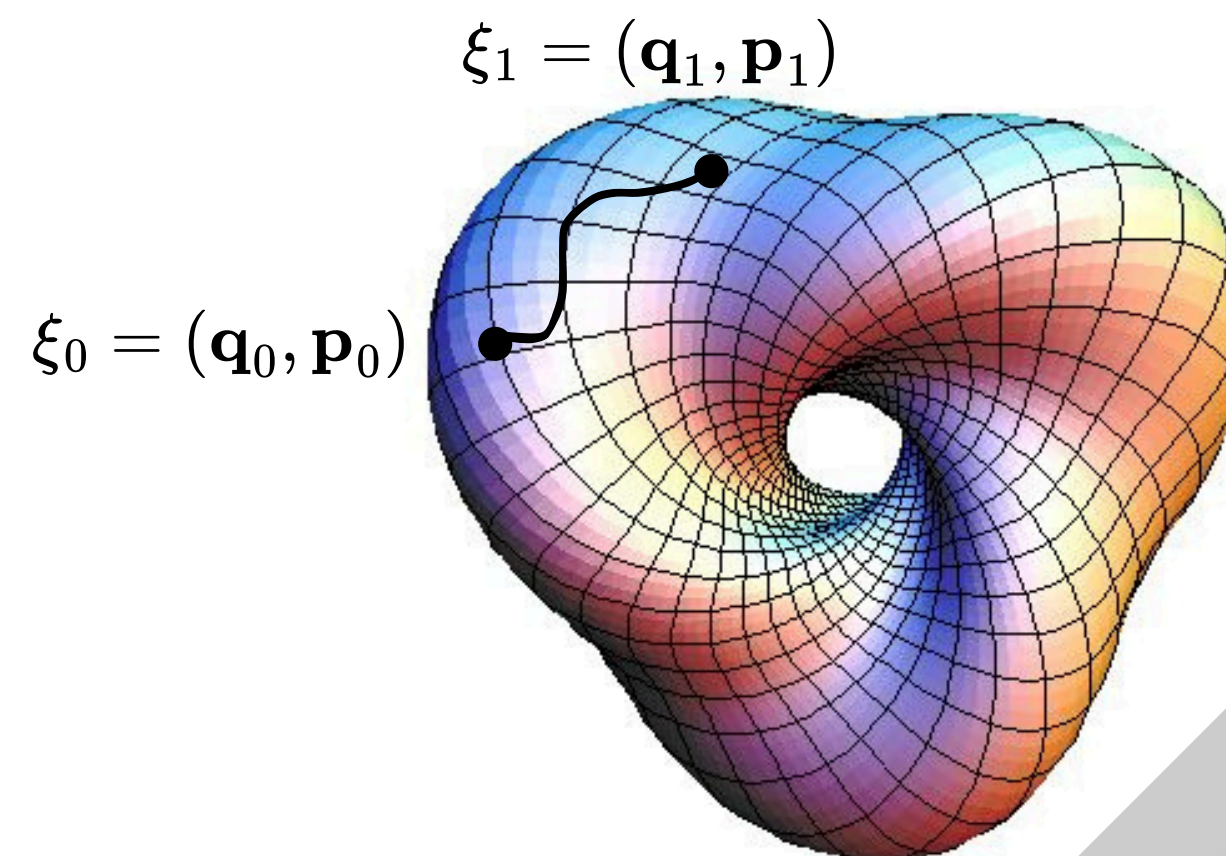 ξ₁ = (𝐪₁, 𝐩₁)
ξ₀ = (𝐪₀, 𝐩₀)